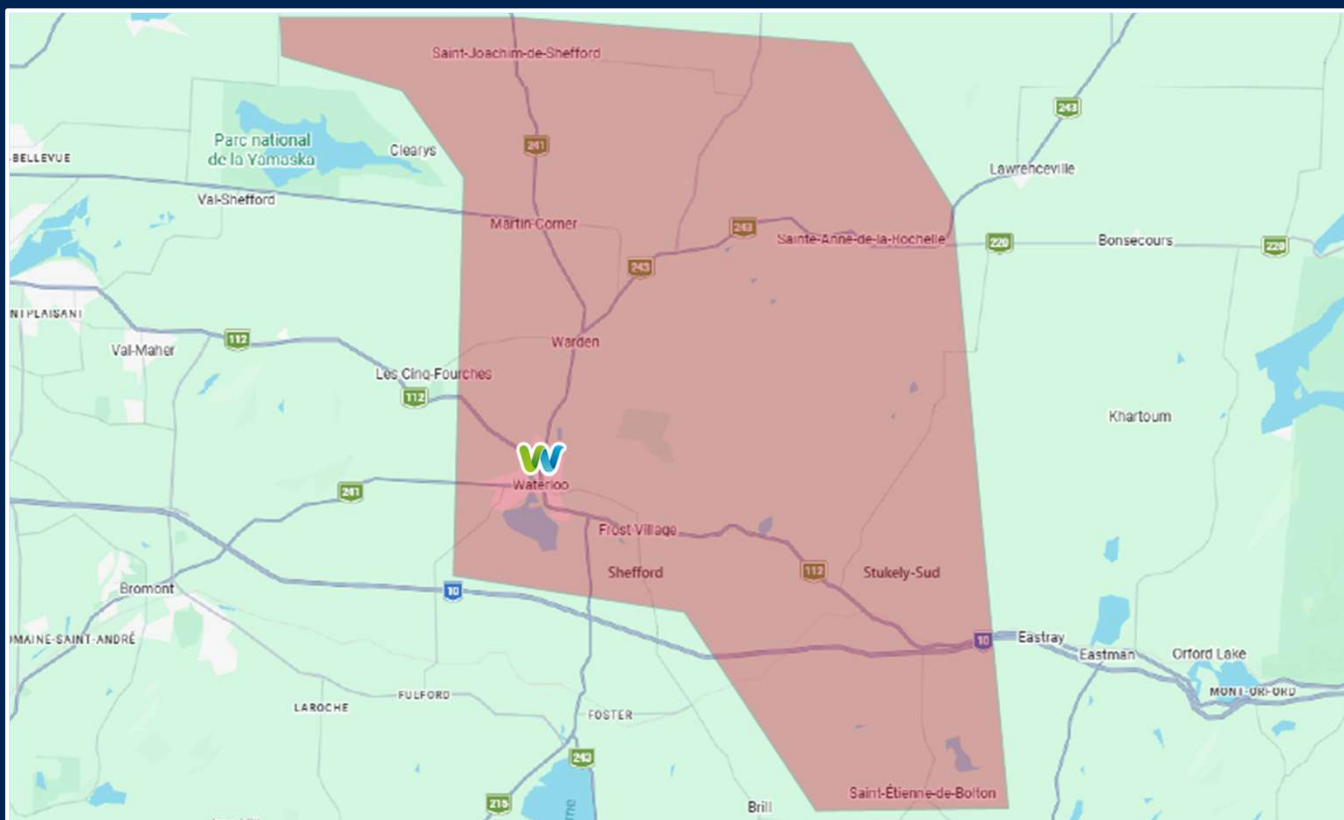 Saint-Joachim-de-Shefford
243
Parc national
de la Yamaska
241
Clearys
-BELLEVUE
Lawrenceville
Val-Shefford
Martin-Corner
243
Sainte-Anne-de-la-Rochelle
220
Bonsecours
220
243
NTPLAISANT
112
Val-Maher
Warden
Les Cinq-Fourches
112
Khartoum
W
Waterloo
241
Frost Village
Shefford
112
Stukely-Sud
Bromont
10
OMAINE-SAINT-ANDRÉ
10
Eastray
Eastman
Orford Lake
MONT-ORFORD
FULFORD
LAROCHE
FOSTER
243
Saint-Étienne-de-Bolton
215
Brill
me